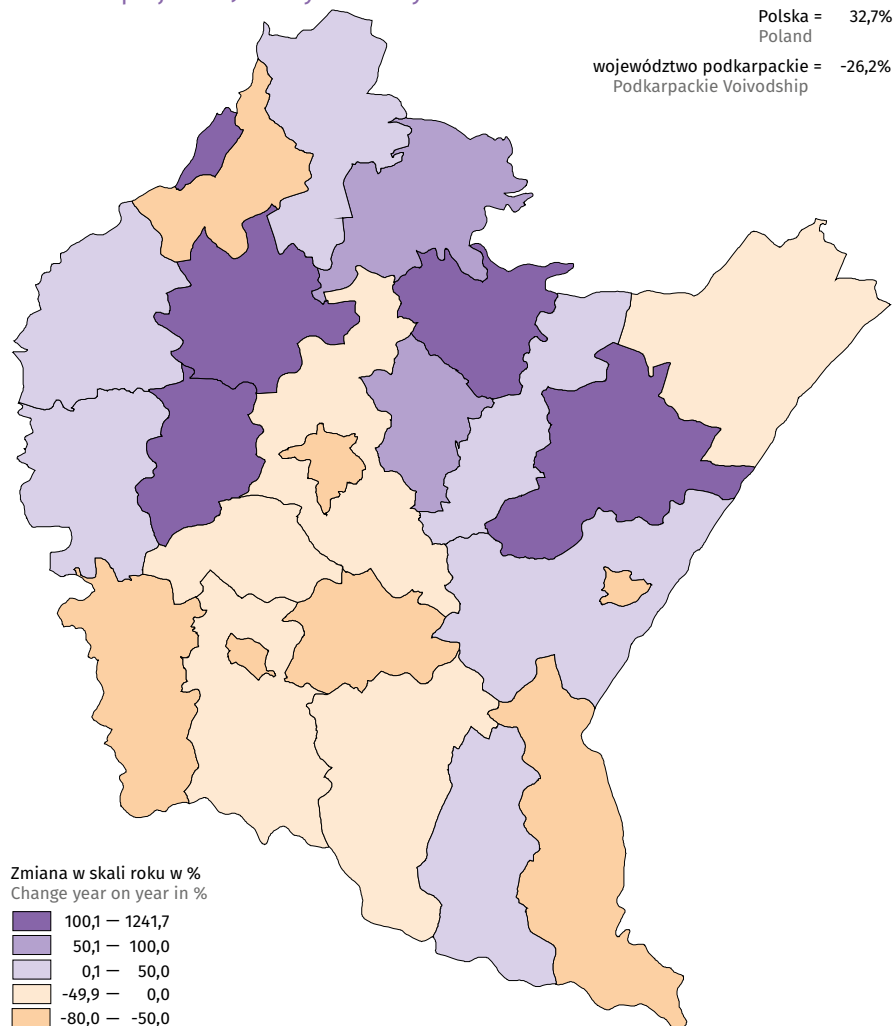 Polska = 32,7%
Poland
województwo podkarpackie = -26,2%
Podkarpackie Voivodship
Zmiana w skali roku w %
Change year on year in %
100,1 — 1241,7
50,1 — 100,0
0,1 — 50,0
-49,9 — 0,0
-80,0 — -50,0